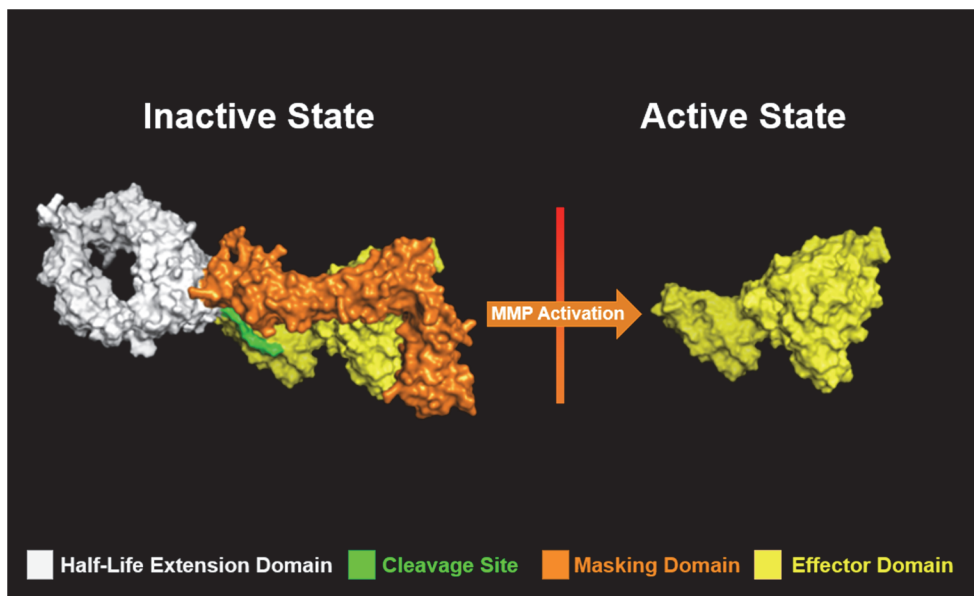 Inactive State
Active State
MMP Activation
Half-Life Extension Domain
Cleavage Site
Masking Domain
Effector Domain